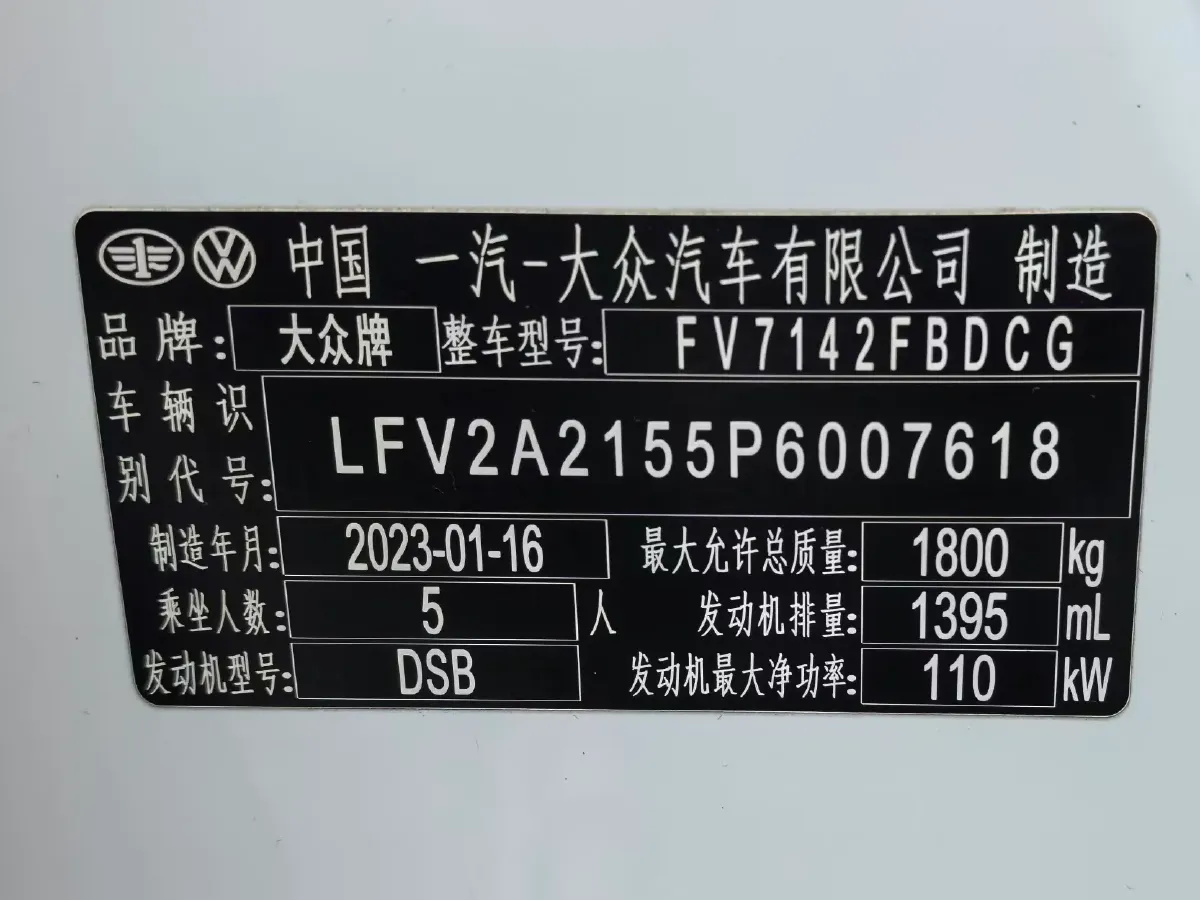 中国 一汽-大众汽车有限公司 制造
品牌: 大众牌 整车型号: FV7142FBDCG
车辆识
别代号: LFV2A2155P6007618
制造年月: 2023-01-16 最大允许总质量: 1800 kg
乘坐人数: 5 人 发动机排量: 1395 mL
发动机型号: DSB 发动机最大净功率: 110 kW